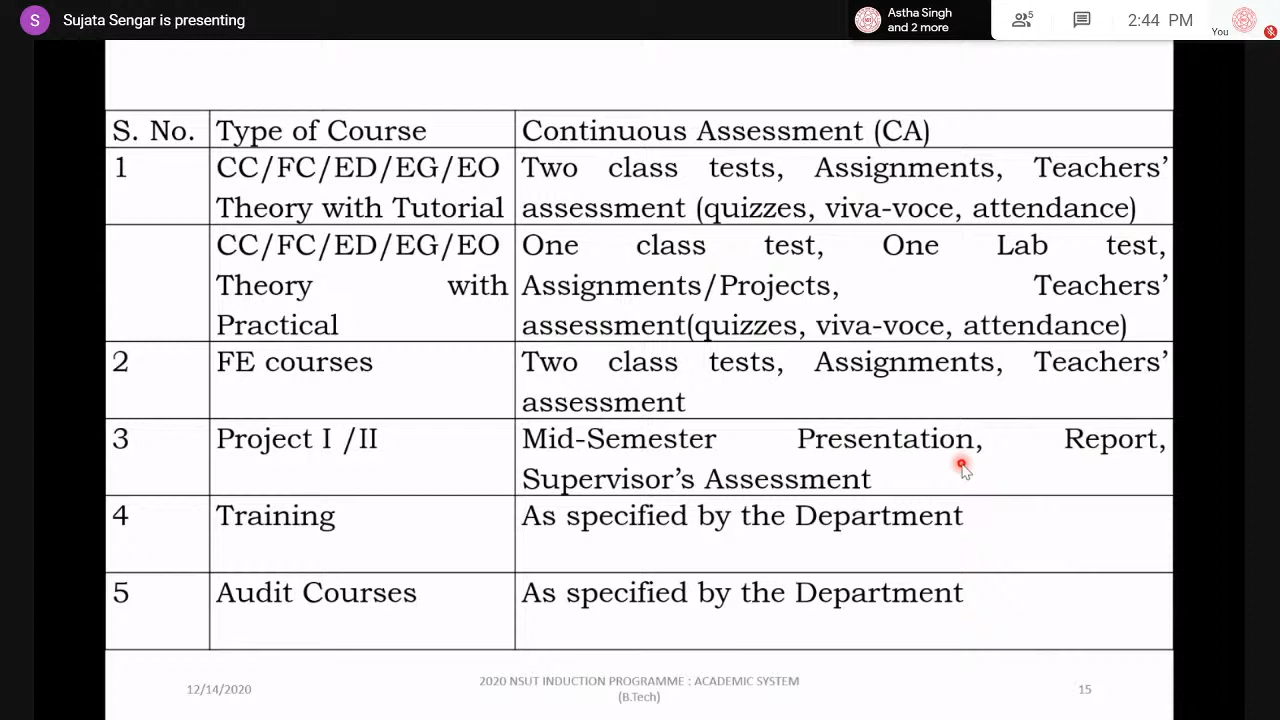 S Sujata Sengar is presenting
Astha Singh
and 2 more
5
2:44 PM
You
S. No. Type of Course Continuous Assessment (CA)
1 CC/FC/ED/EG/EO Two class tests, Assignments, Teachers’
Theory with Tutorial assessment (quizzes, viva-voce, attendance)
CC/FC/ED/EG/EO One class test, One Lab test,
Theory with Assignments/Projects, Teachers’
Practical assessment(quizzes, viva-voce, attendance)
2 FE courses Two class tests, Assignments, Teachers’
assessment
3 Project I /II Mid-Semester Presentation, Report,
Supervisor’s Assessment
4 Training As specified by the Department
5 Audit Courses As specified by the Department
12/14/2020 2020 NSUT INDUCTION PROGRAMME : ACADEMIC SYSTEM 15
(B.Tech)